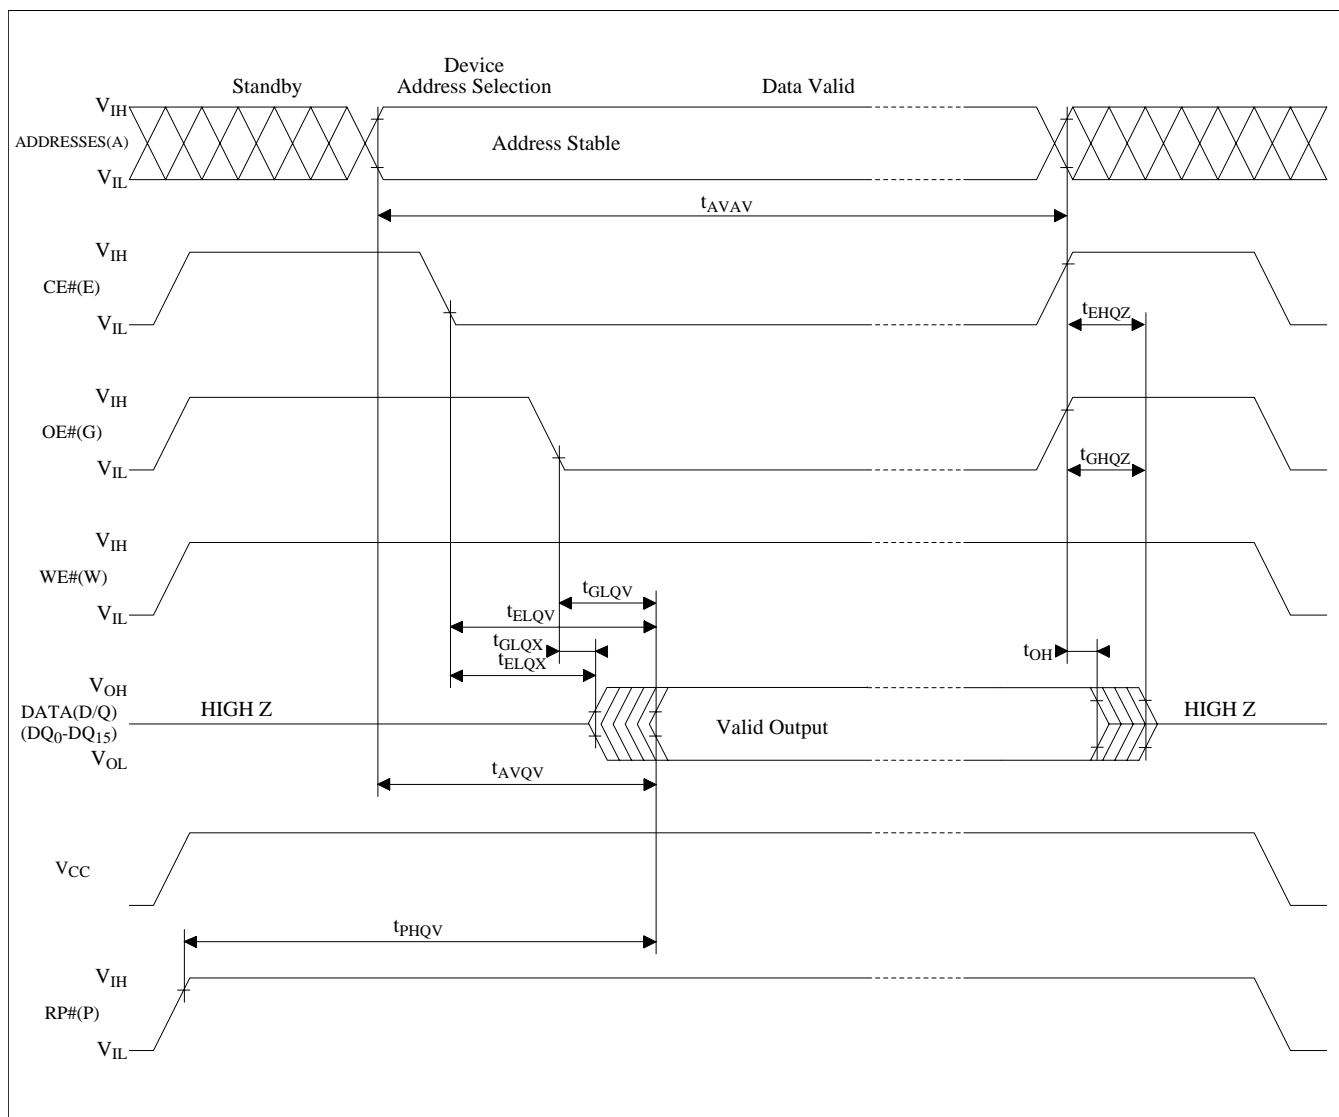 Device
Standby Address Selection Data Valid
VIH
ADDRESSES(A) Address Stable
VIL
tAVAV
VIH
CE#(E)
tEHQZ
VIL
VIH
OE#(G)
tGHQZ
VIL
VIH
WE#(W)
tGLQV
VIL
tELQV
tGLQX tOH
tELQX
VOH
DATA(D/Q) HIGH Z Valid Output HIGH Z
(DQ0-DQ15)
VOL
tAVQV
VCC
tPHQV
VIH
RP#(P)
VIL